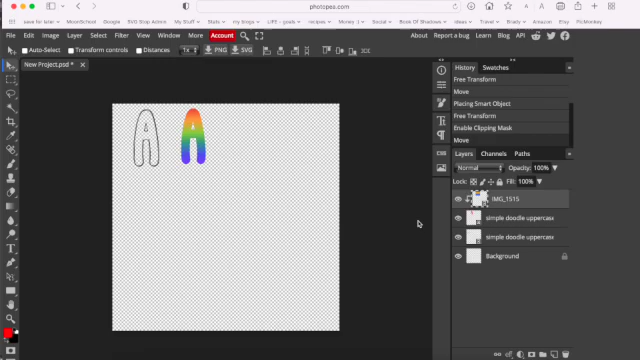 photopea.com
save for later
MoonSchool
SVG Stop Admin
My Stuff
Stats
my blogs
LIFE - goals
recipes
Money :)
Book Of Shadows
ideas
Travel
Brady
Amazon
Etsy
PicMonkey
File Edit Image Layer Select Filter View Window More Account
About Report a bug Learn Blog API
Auto-Select Transform controls Distances 1x PNG SVG
New Project.psd *
A A
History Swatches
Free Transform
Move
Placing Smart Object
Free Transform
Enable Clipping Mask
Move
CSS
Layers Channels Paths
Normal Opacity: 100%
Lock: Fill: 100%
IMG_1515
simple doodle uppercase
simple doodle uppercase
Background